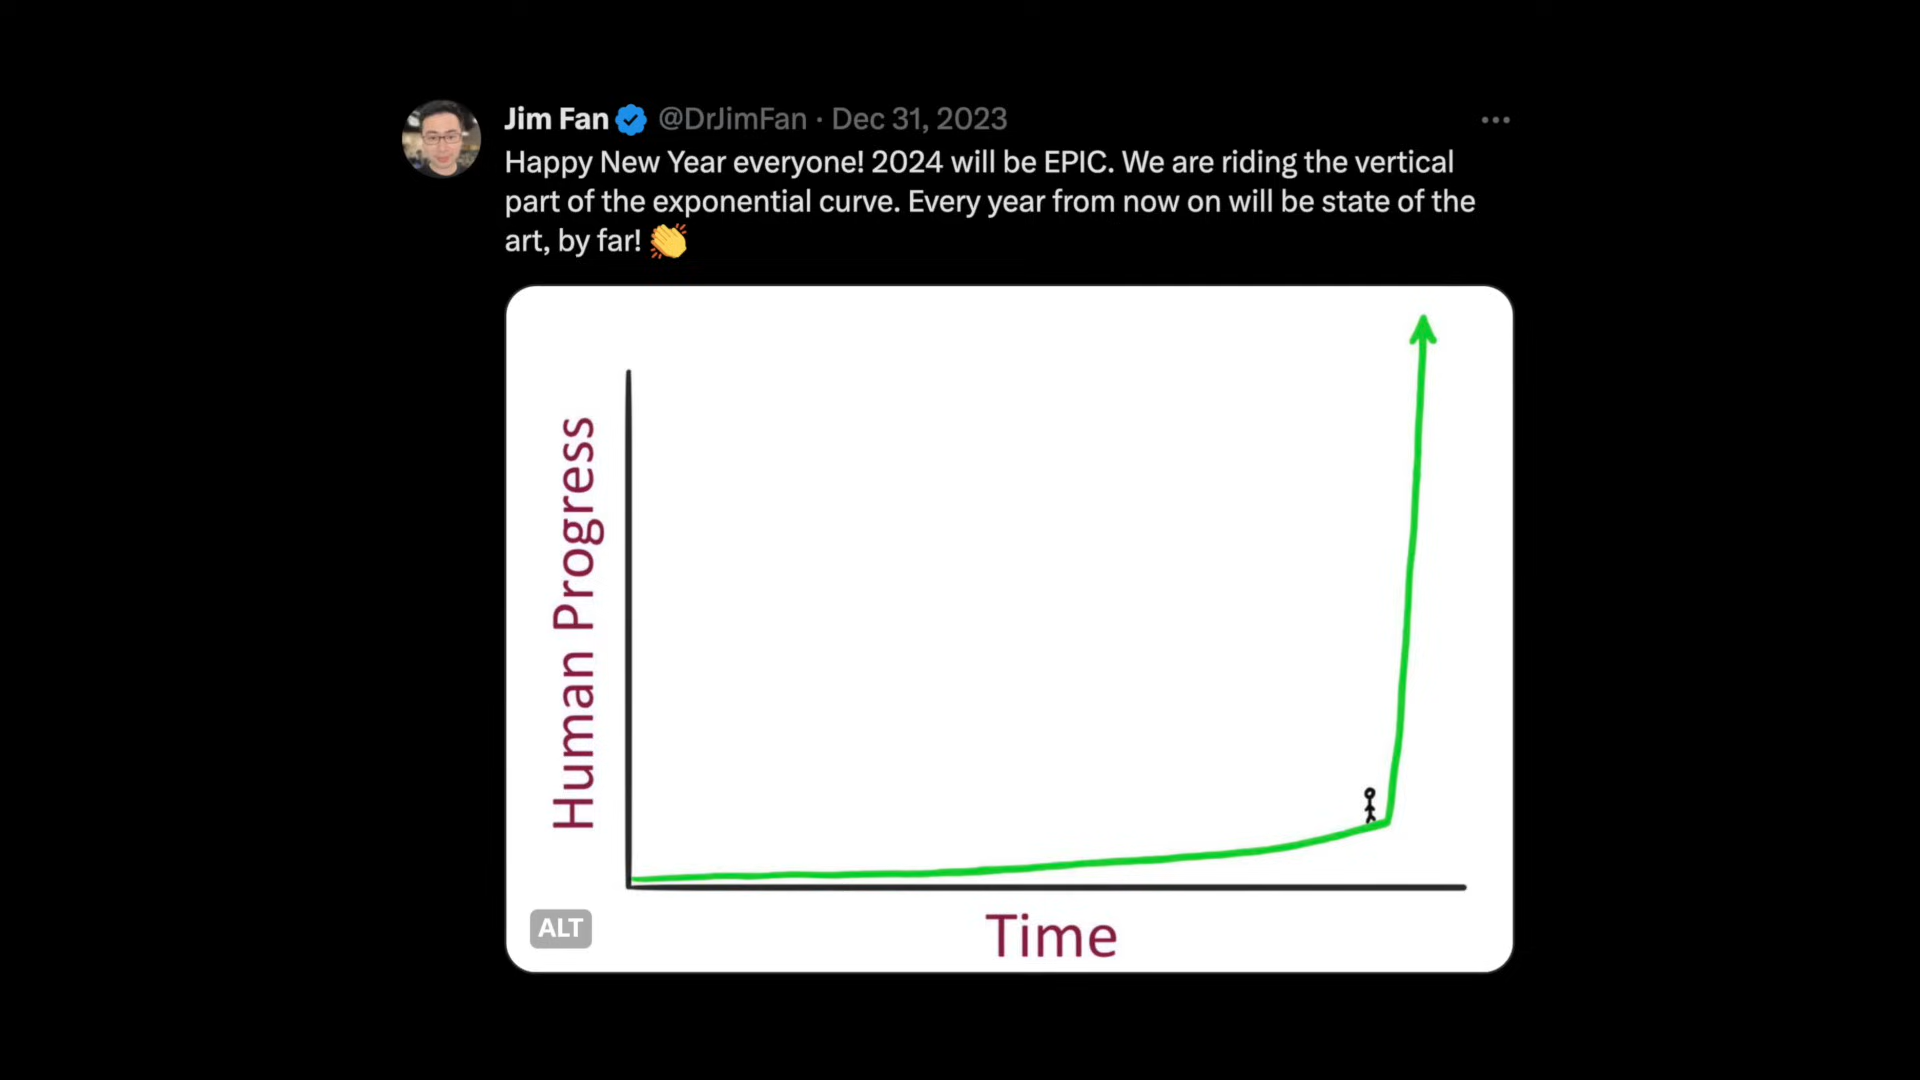 Jim Fan @DrJimFan · Dec 31, 2023
Happy New Year everyone! 2024 will be EPIC. We are riding the vertical
part of the exponential curve. Every year from now on will be state of the
art, by far! 👏
Human Progress
Time
ALT